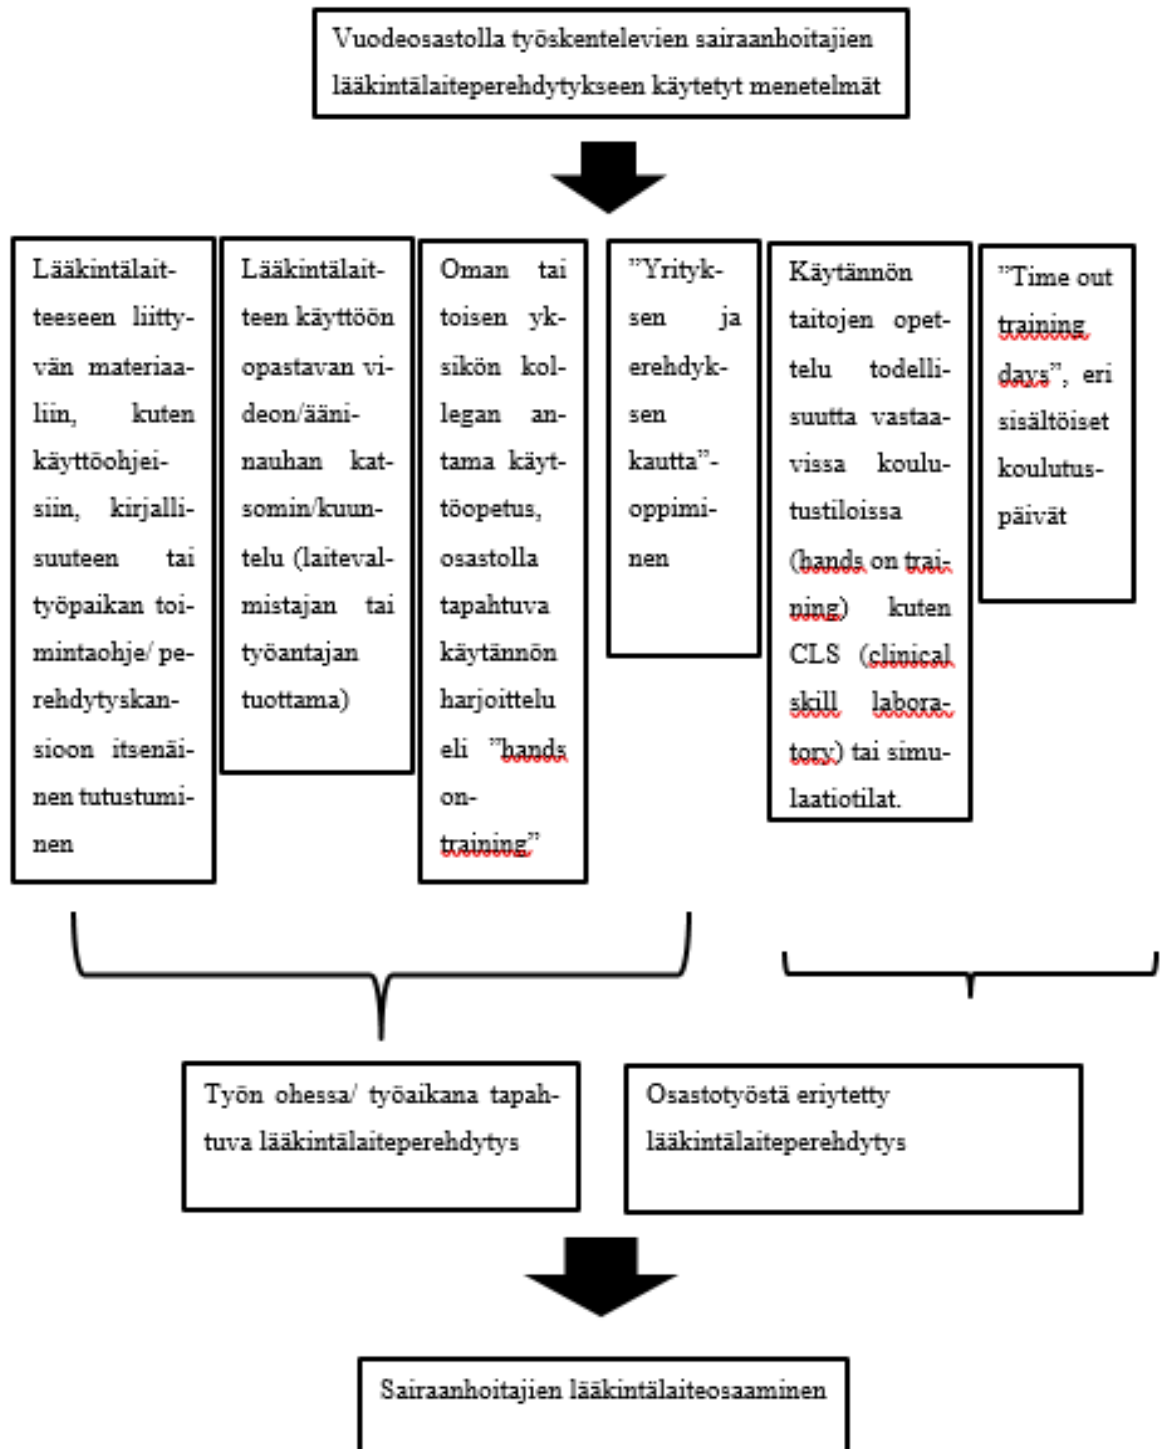 Vuodeosastolla työskentelevien sairaanhoitajien
lääkintälaiteperehdytykseen käytetyt menetelmät
Lääkintälait-
teeseen liitty-
vän materiaa-
liin, kuten
käyttöohjei-
siin, kirjalli-
suuteen tai
työpaikan toi-
mintaohje/ pe-
rehdytyskan-
sioon itsenäi-
nen tutustumi-
nen
Lääkintälait-
teen käyttöön
opastavan vi-
deon/ääni-
nauhan kat-
somin/kuun-
telu (laiteval-
mistajan tai
työantajan
tuottama)
Oman tai
toisen yk-
sikön kol-
legan an-
tama käyt-
töopetus,
osastolla
tapahtuva
käytännön
harjoittelu
eli ”hands
on-
training”
”Yrityk-
sen ja
erehdyk-
sen
kautta”-
oppimi-
nen
Käytännön
taitojen opet-
telu todelli-
suutta vastaa-
vissa koulu-
tustiloissa
(hands on trai-
ning) kuten
CLS (clinical
skill labora-
tory) tai simu-
laatiotilat.
”Time out
training
days”, eri
sisältöiset
koulutus-
päivät
Työn ohessa/ työaikana tapah-
tuva lääkintälaiteperehdytys
Osastotyöstä eriytetty
lääkintälaiteperehdytys
Sairaanhoitajien lääkintälaiteosaaminen